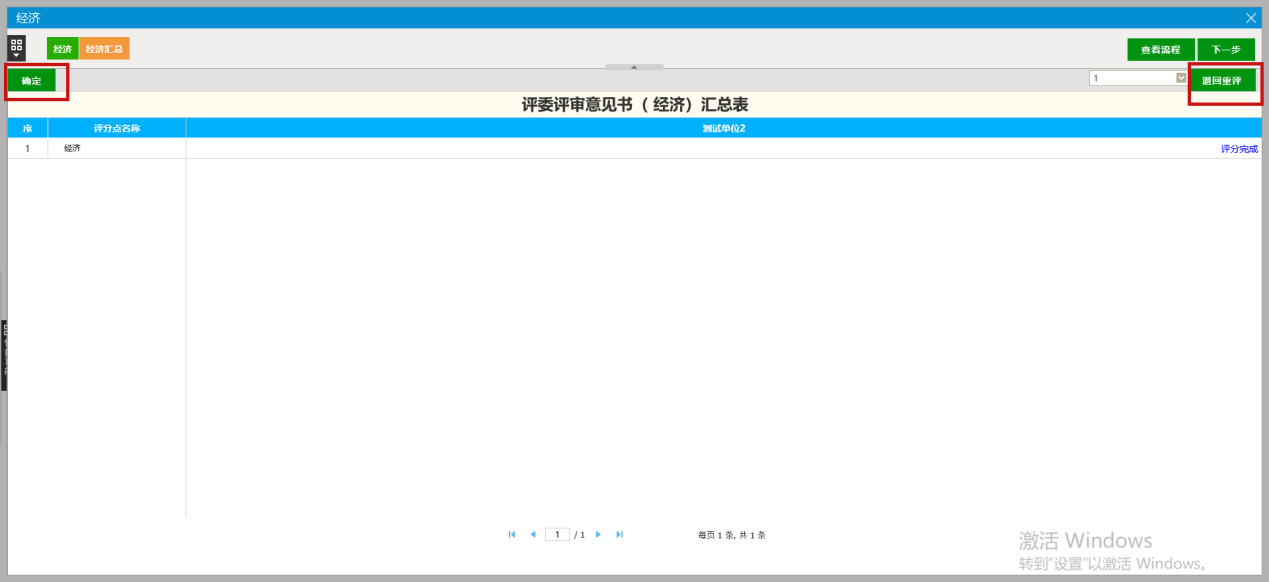 经济
经济 经济汇总 查看流程 下一步
确定 1 退回重评
评委评审意见书（ 经济）汇总表
序 评分点名称 测试单位2
1 经济 评分完成
1 / 1 每页 1 条, 共 1 条
激活 Windows
转到"设置"以激活 Windows。